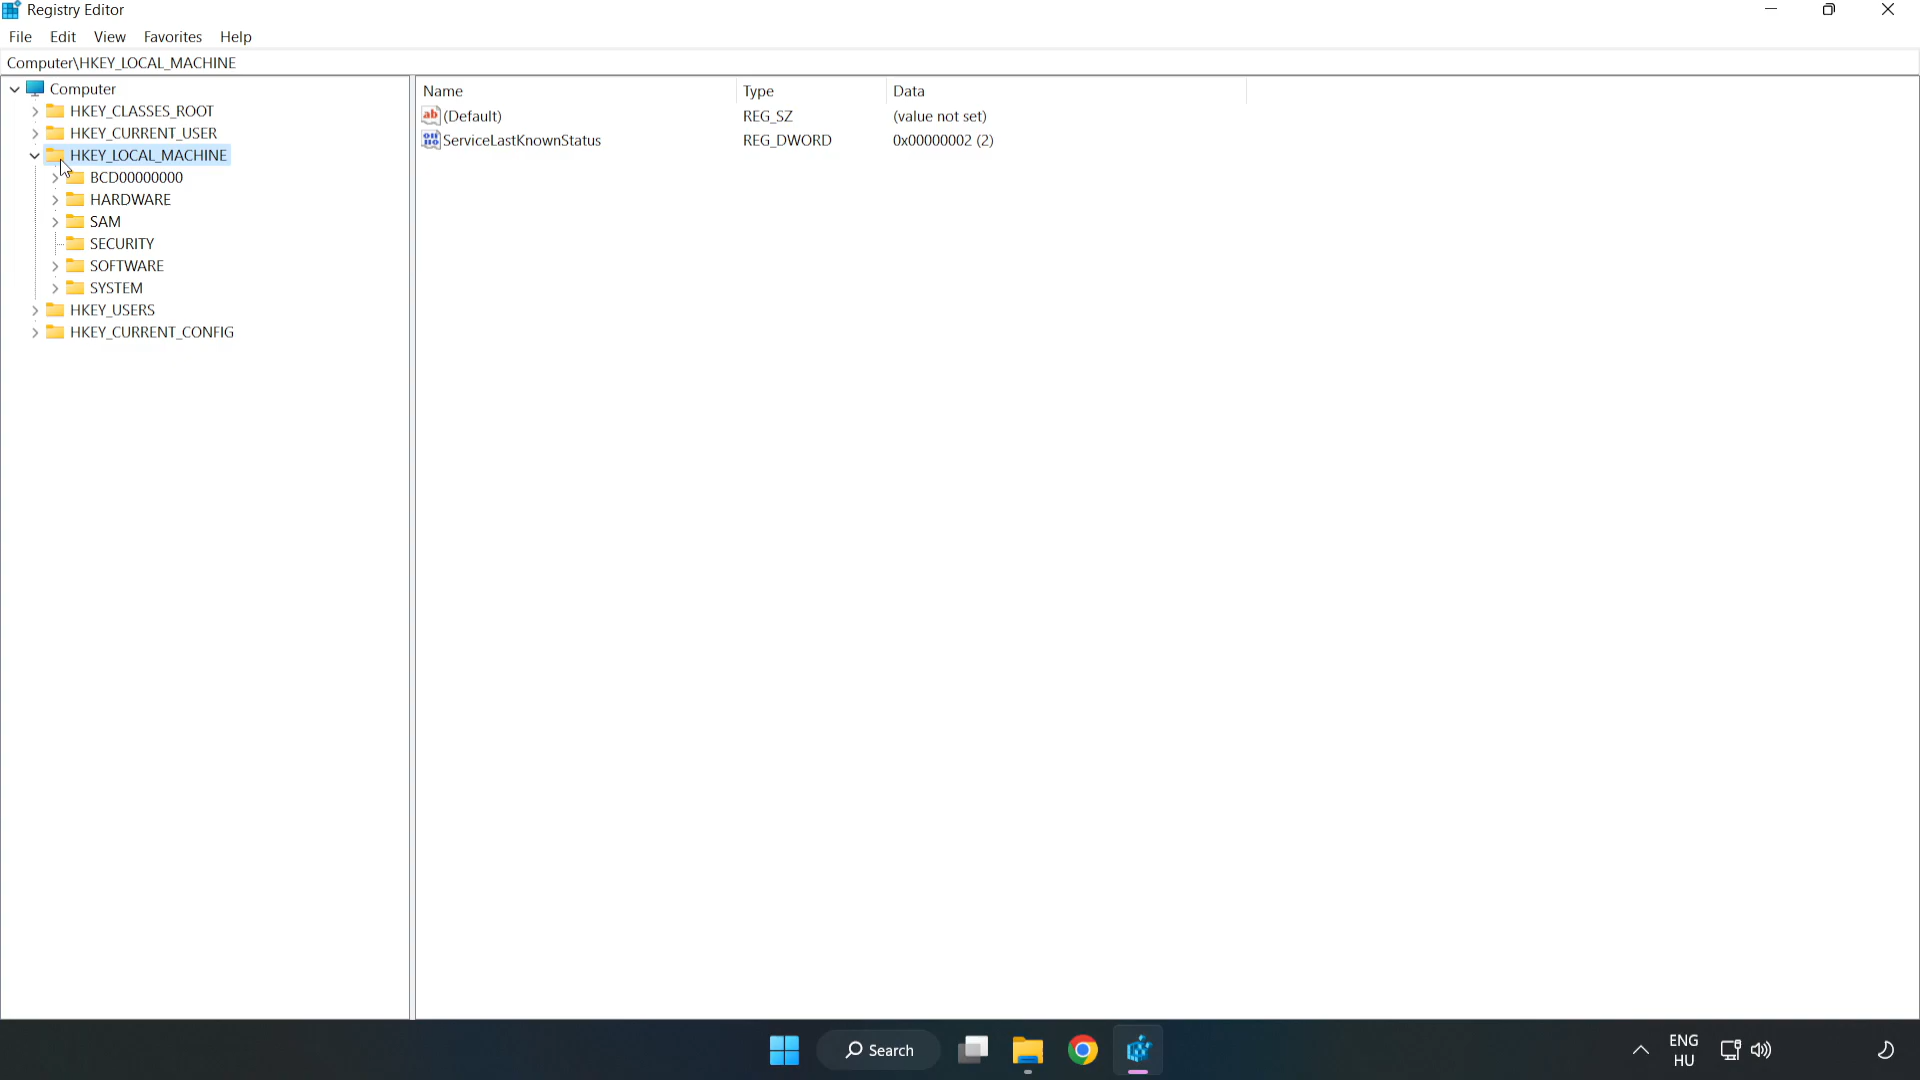 Registry Editor
File Edit View Favorites Help
Computer\HKEY_LOCAL_MACHINE
Computer
HKEY_CLASSES_ROOT
HKEY_CURRENT_USER
HKEY_LOCAL_MACHINE
BCD00000000
HARDWARE
SAM
SECURITY
SOFTWARE
SYSTEM
HKEY_USERS
HKEY_CURRENT_CONFIG
Name Type Data
ab (Default) REG_SZ (value not set)
ServiceLastKnownStatus REG_DWORD 0x00000002 (2)
Search
ENG
HU